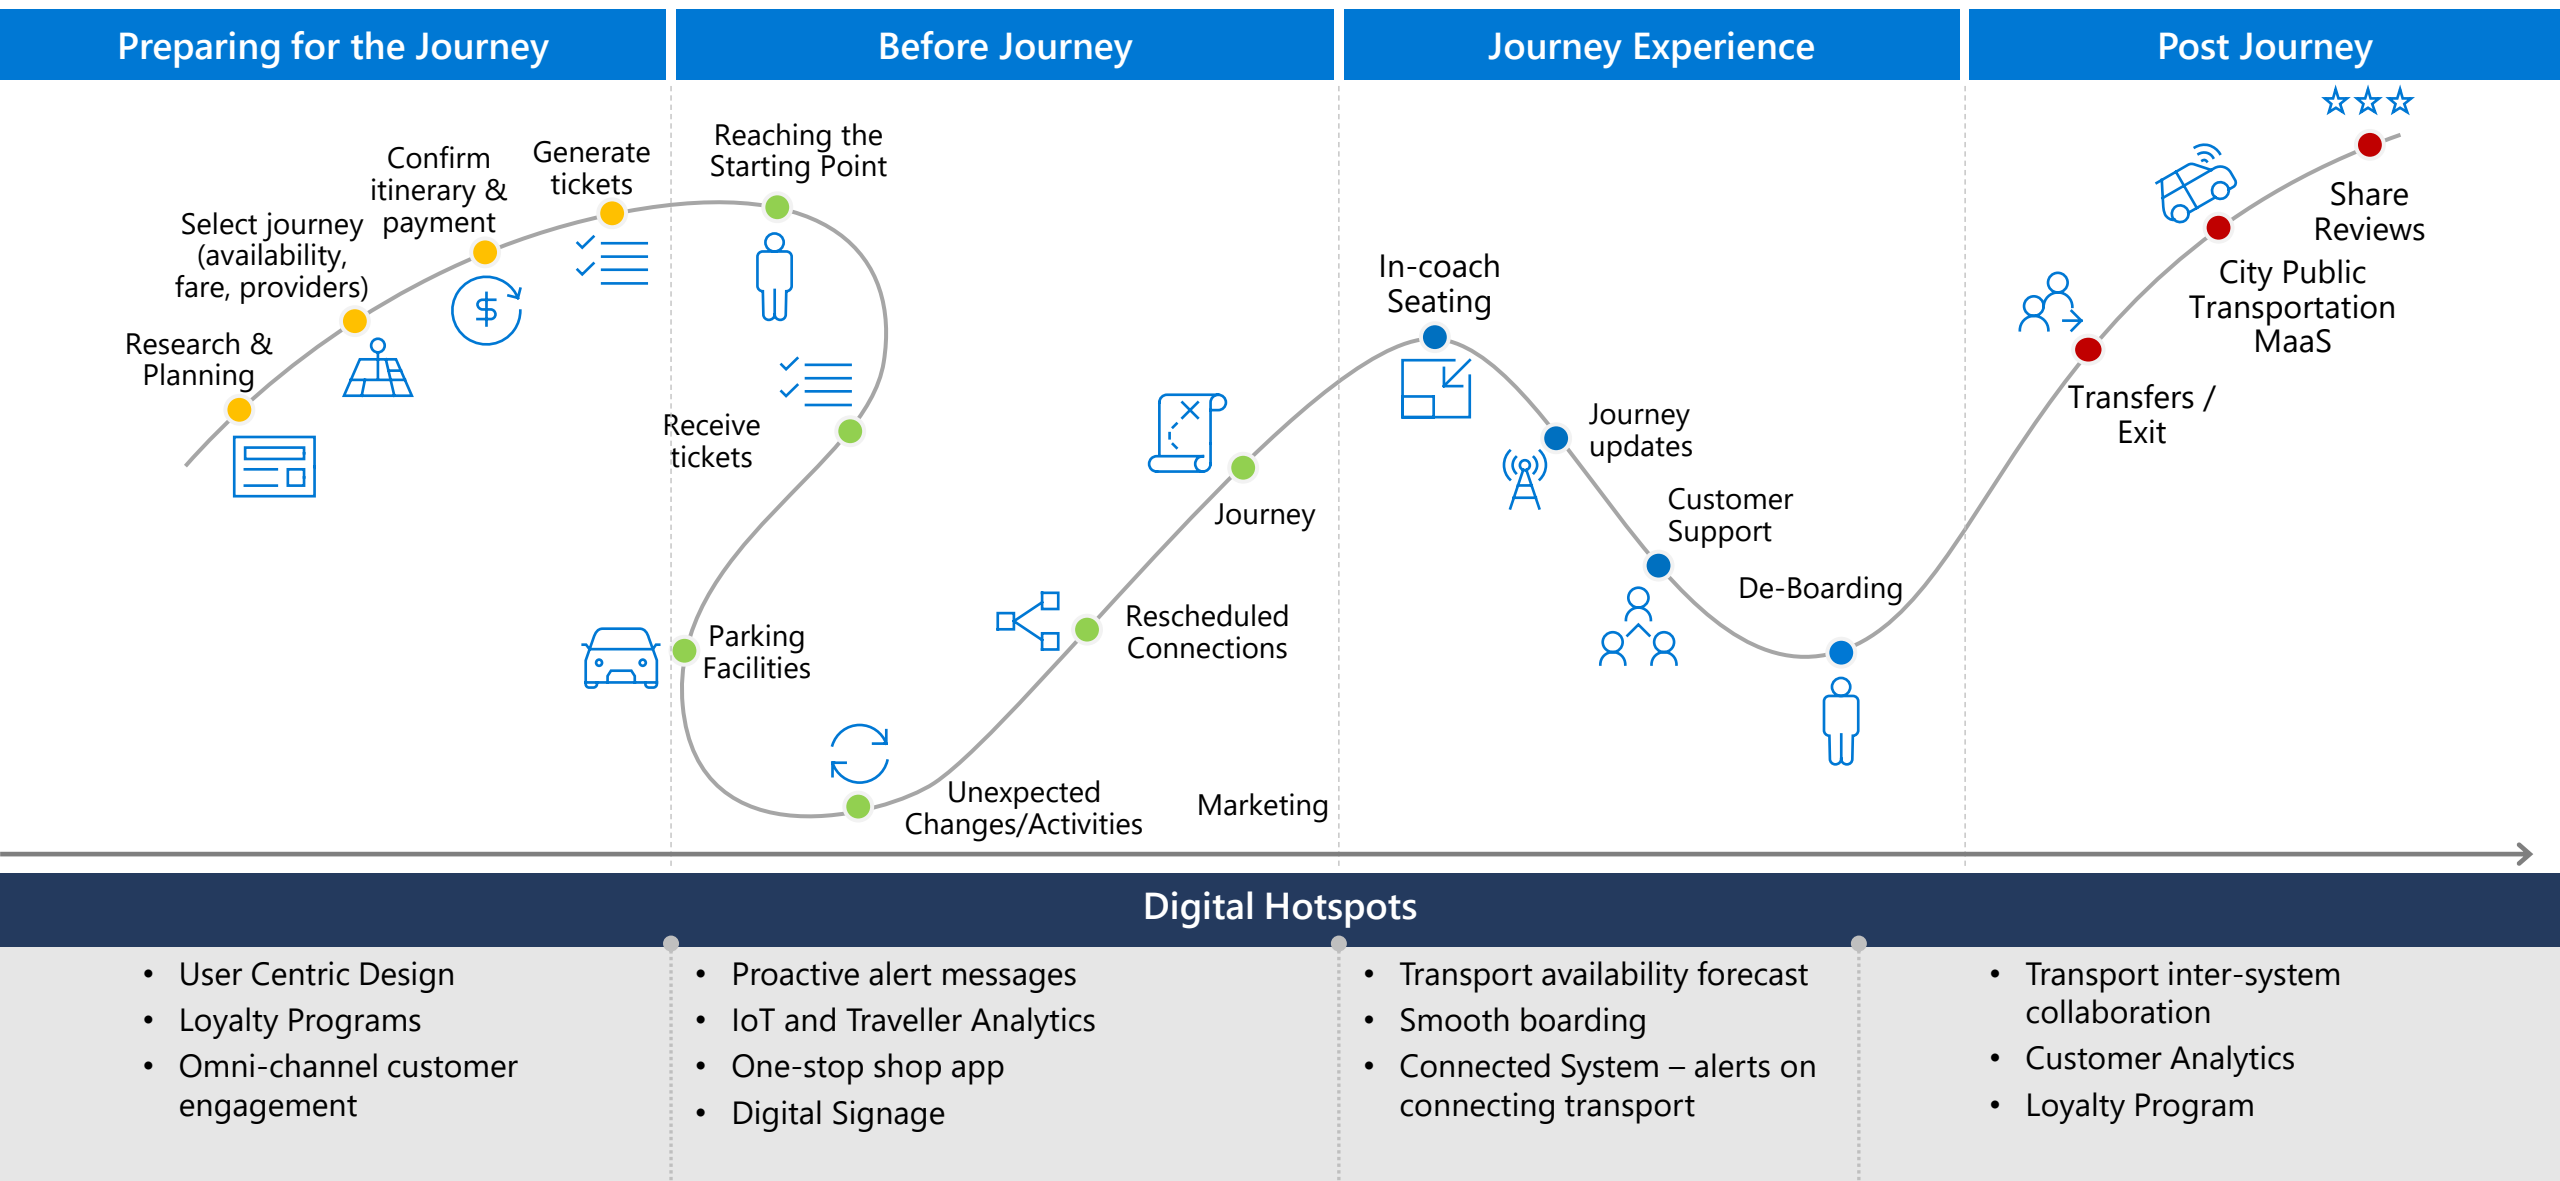 Preparing for the Journey
Before Journey
Journey Experience
Post Journey
Research &
Planning
Select journey
(availability,
fare, providers)
Confirm
itinerary &
payment
$
Generate
tickets
Reaching the
Starting Point
Receive
tickets
Parking
Facilities
Unexpected
Changes/Activities
Rescheduled
Connections
Journey
Marketing
In-coach
Seating
Journey
updates
Customer
Support
De-Boarding
Transfers /
Exit
City Public
Transportation
MaaS
Share
Reviews
Digital Hotspots
• User Centric Design
• Loyalty Programs
• Omni-channel customer
engagement
• Proactive alert messages
• IoT and Traveller Analytics
• One-stop shop app
• Digital Signage
• Transport availability forecast
• Smooth boarding
• Connected System – alerts on
connecting transport
• Transport inter-system
collaboration
• Customer Analytics
• Loyalty Program